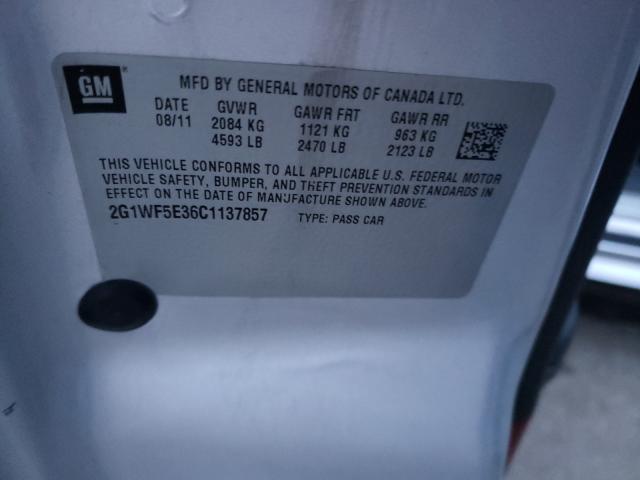 GM
MFD BY GENERAL MOTORS OF CANADA LTD.
DATE GVWR GAWR FRT GAWR RR
08/11 2084 KG 1121 KG 963 KG
4593 LB 2470 LB 2123 LB
THIS VEHICLE CONFORMS TO ALL APPLICABLE U.S. FEDERAL MOTOR
VEHICLE SAFETY, BUMPER, AND THEFT PREVENTION STANDARDS IN
EFFECT ON THE DATE OF MANUFACTURE SHOWN ABOVE.
2G1WF5E36C1137857 TYPE: PASS CAR